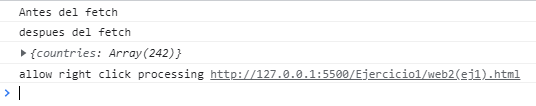 Antes del fetch
despues del fetch
▶{countries: Array(242)}
allow right click processing http://127.0.0.1:5500/Ejercicio1/web2(ej1).html
>